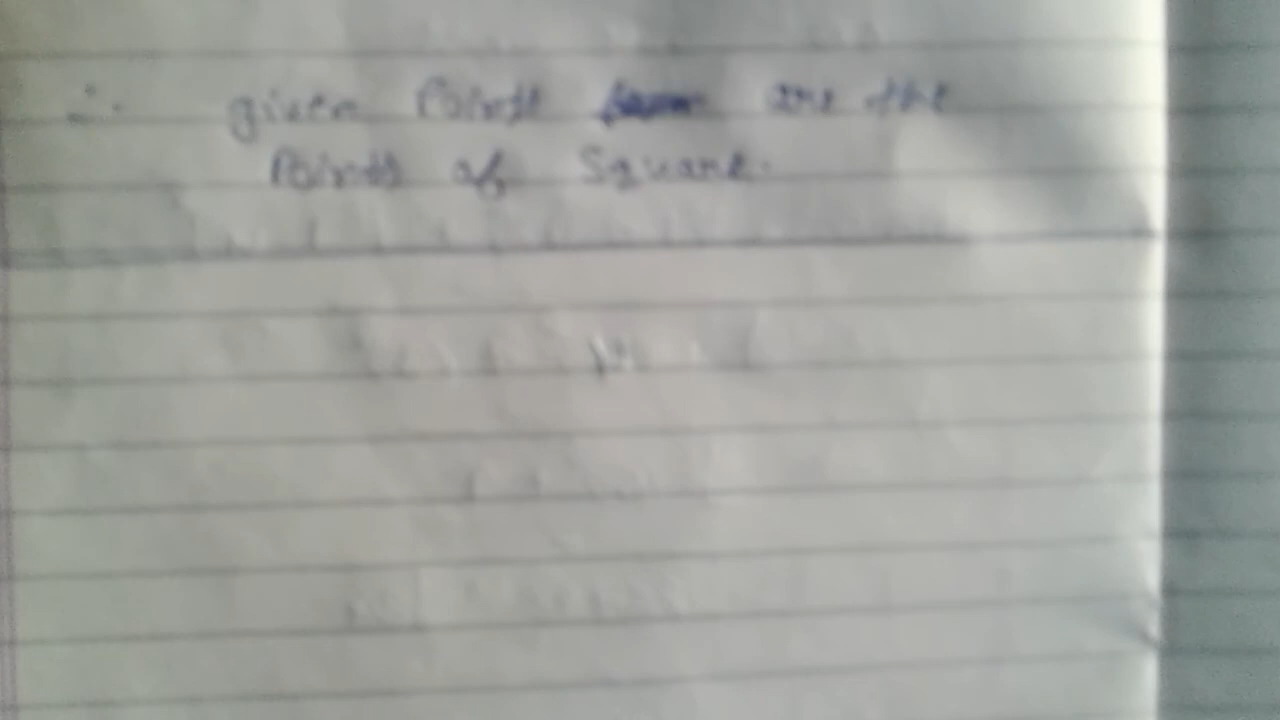 ∴ given Points are the
Points of Square.